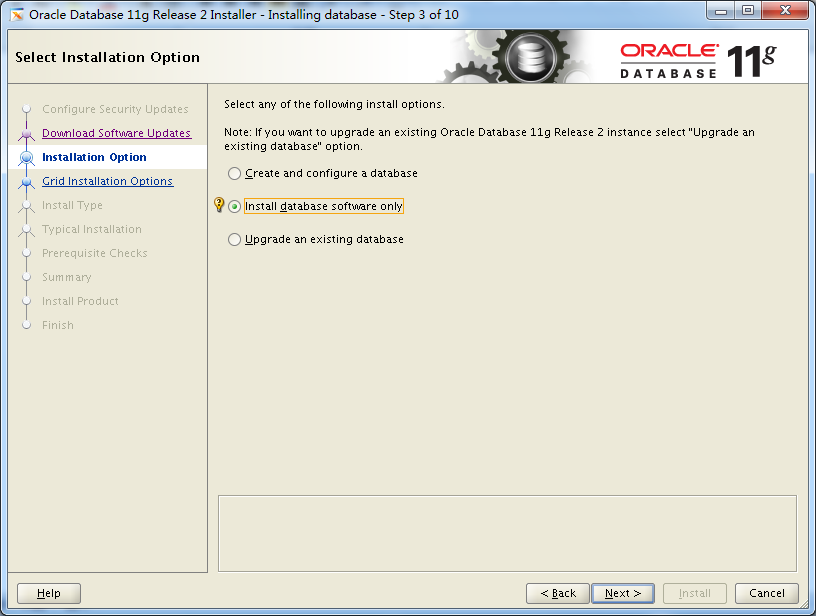 Oracle Database 11g Release 2 Installer - Installing database - Step 3 of 10
Select Installation Option
ORACLE
DATABASE
11g
Configure Security Updates
Download Software Updates
Installation Option
Grid Installation Options
Install Type
Typical Installation
Prerequisite Checks
Summary
Install Product
Finish
Select any of the following install options.
Note: If you want to upgrade an existing Oracle Database 11g Release 2 instance select "Upgrade an
existing database" option.
Create and configure a database
Install database software only
Upgrade an existing database
Help
< Back
Next >
Install
Cancel